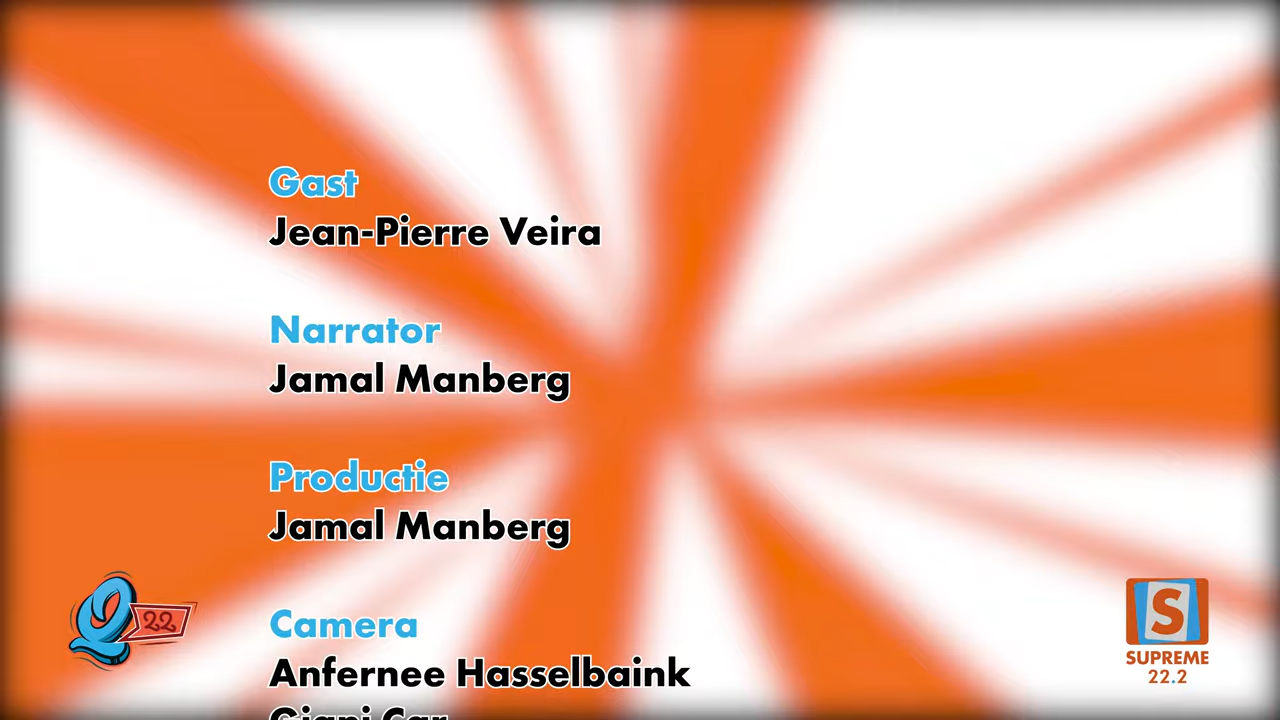 Gast
Jean-Pierre Veira
Narrator
Jamal Manberg
Productie
Jamal Manberg
Camera
Anfernee Hasselbaink
Q 22
S
SUPREME
22.2